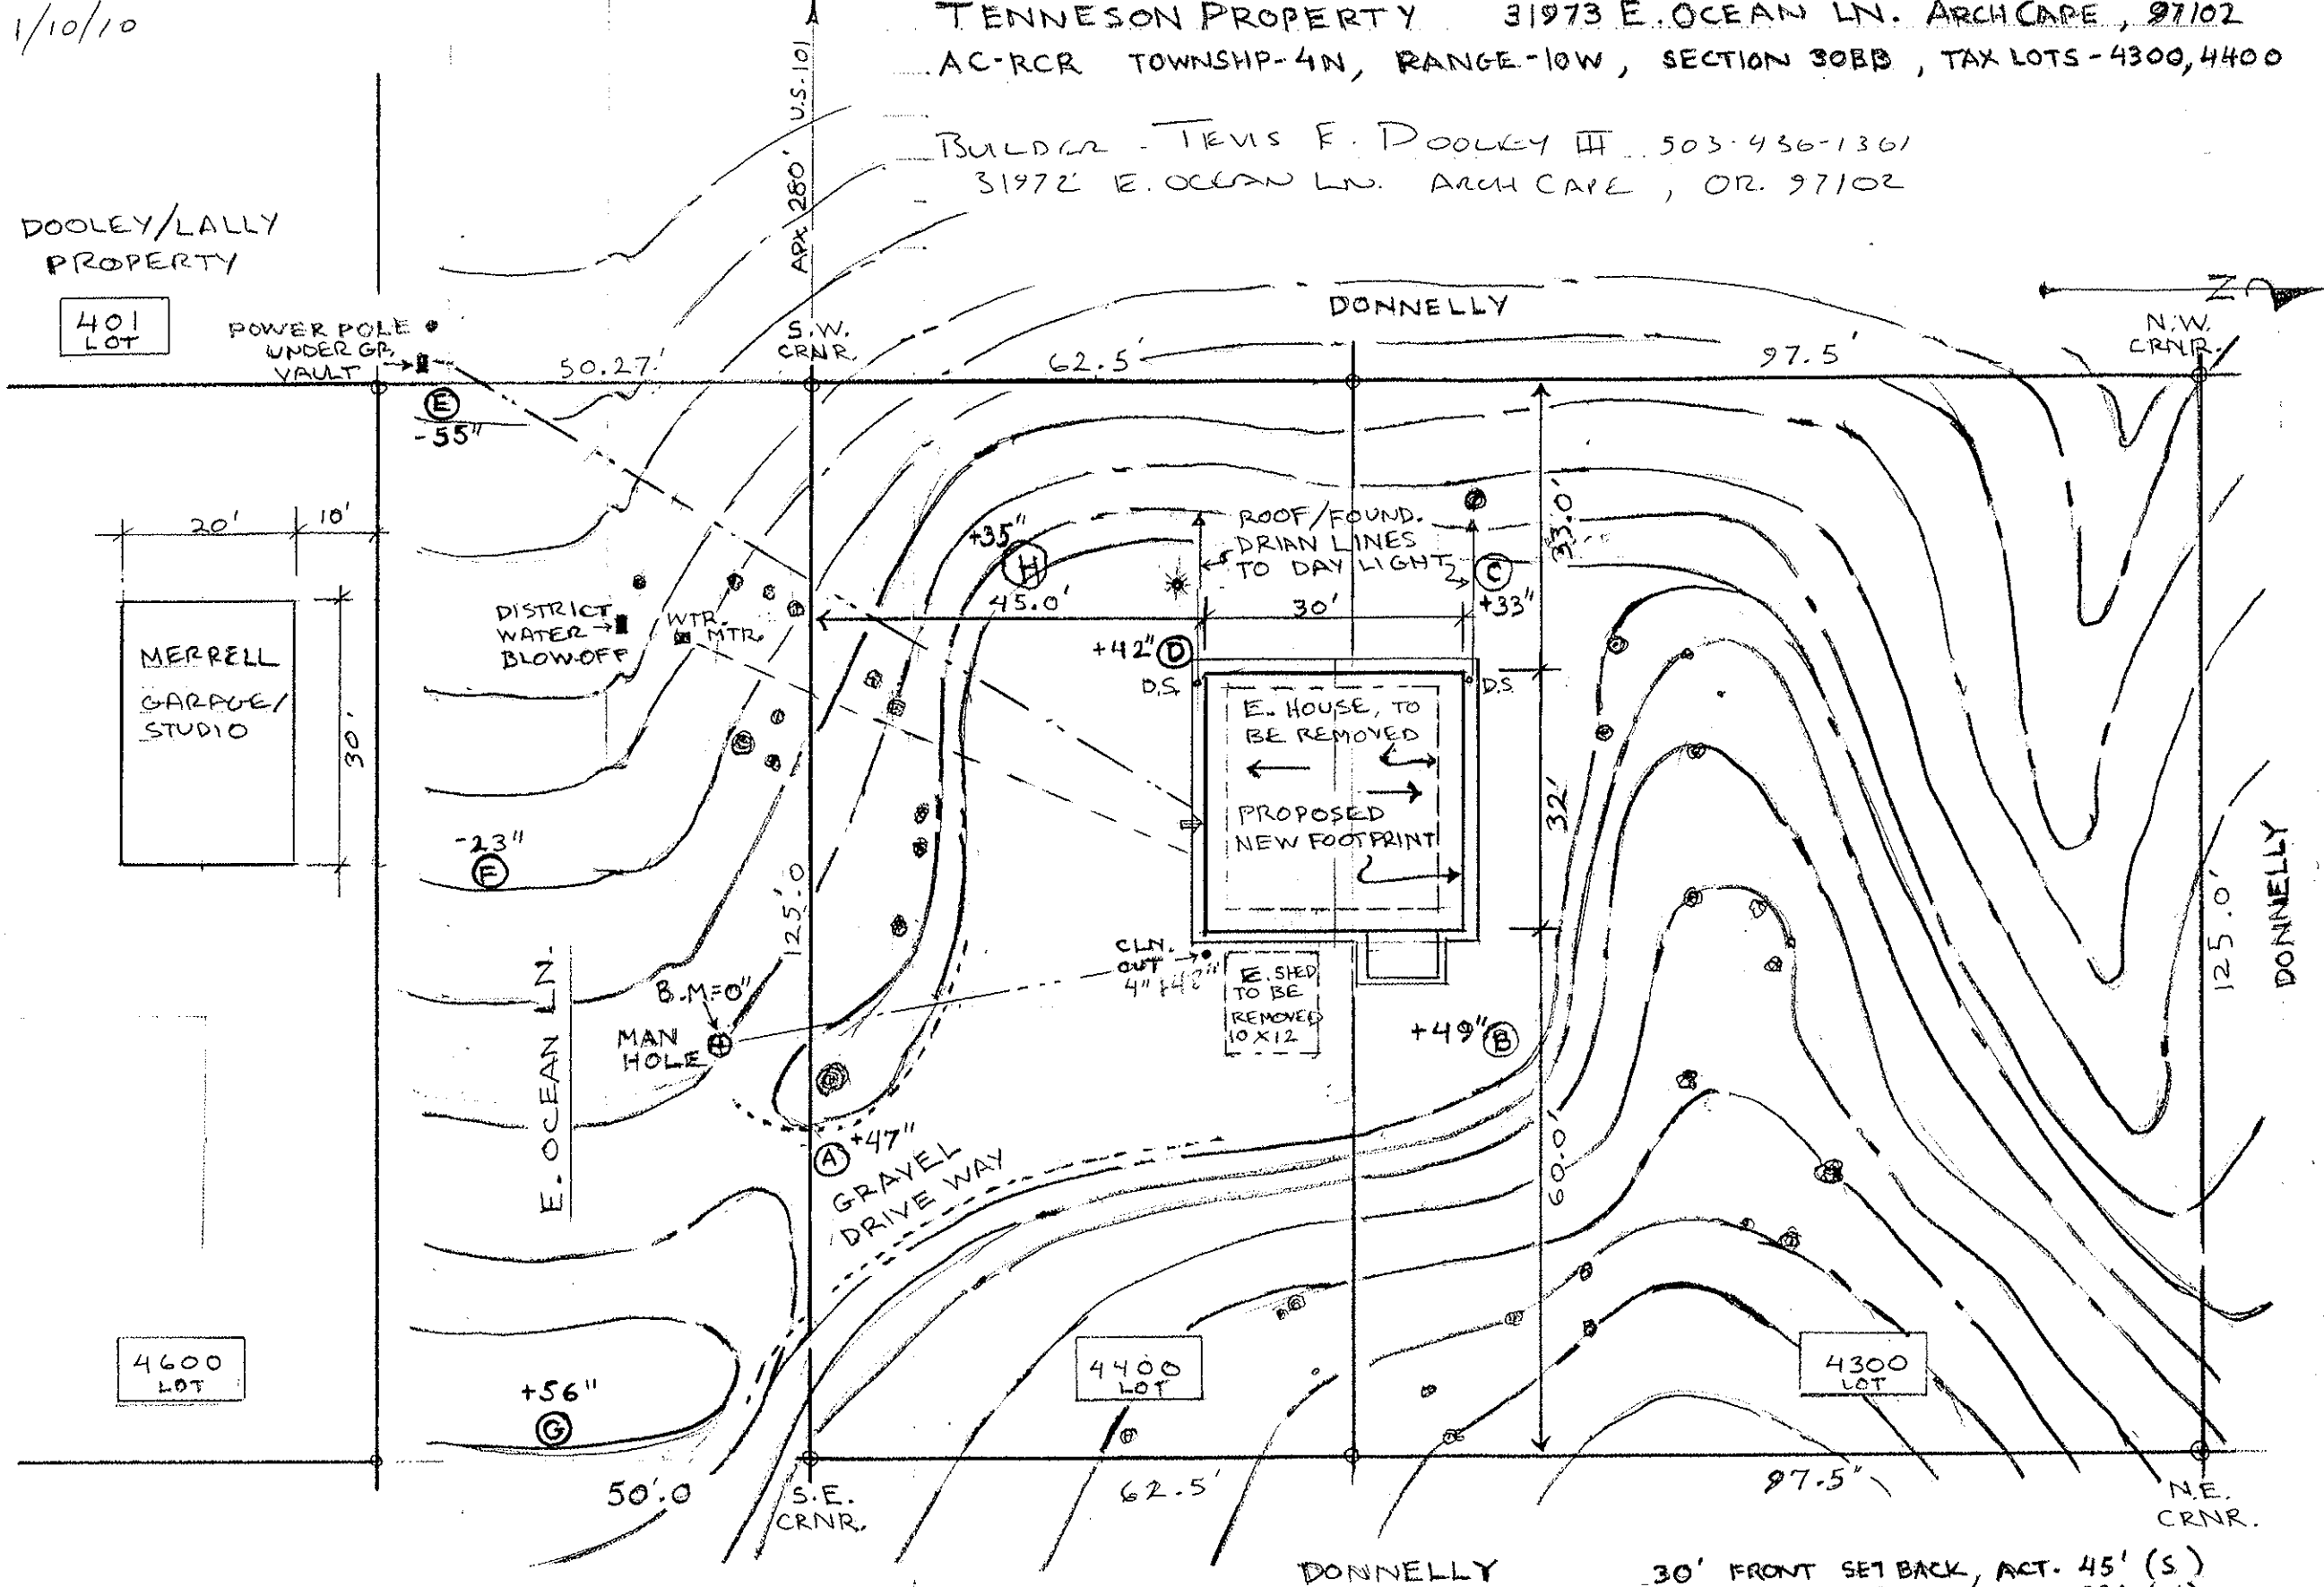 1/10/10
TENNESON PROPERTY 31973 E. OCEAN LN. ARCH CAPE, 97102
AC-RCR TOWNSHP-4N, RANGE-10W, SECTION 30BB, TAX LOTS-4300,4400
BUILDER - TEVIS F. DOOLEY III 503-436-1361
31972 E. OCEAN LN. ARCH CAPE, OR. 97102
APX 280' U.S.-101
DOOLEY/LALLY
PROPERTY
401
LOT
POWER POLE
UNDER GR.
VAULT
50.27'
S.W.
CRNR.
62.5'
DONNELLY
97.5'
N
N.W.
CRNR.
E
-55"
20'
10'
+35"
H
ROOF/FOUND.
DRIAN LINES
TO DAY LIGHT
C
+33"
33.0'
45.0'
30'
DISTRICT
WATER
BLOW-OFF
WTR.
MTR.
+42" D
D.S.
D.S.
MERRELL
GARAGE/
STUDIO
30'
E. HOUSE, TO
BE REMOVED
PROPOSED
NEW FOOTPRINT
32'
-23"
F
125'.0
125.0'
DONNELLY
CLN.
OUT
4" +48"
E. SHED
TO BE
REMOVED
10 X 12
B.M.=0"
MAN
HOLE
E. OCEAN LN.
+49" B
A +47"
GRAVEL
DRIVE WAY
60.0'
4600
LOT
+56"
G
4400
LOT
4300
LOT
50'.0
S.E.
CRNR.
62.5'
97.5"
N.E.
CRNR.
DONNELLY
30' FRONT SETBACK, ACT. 45' (S)